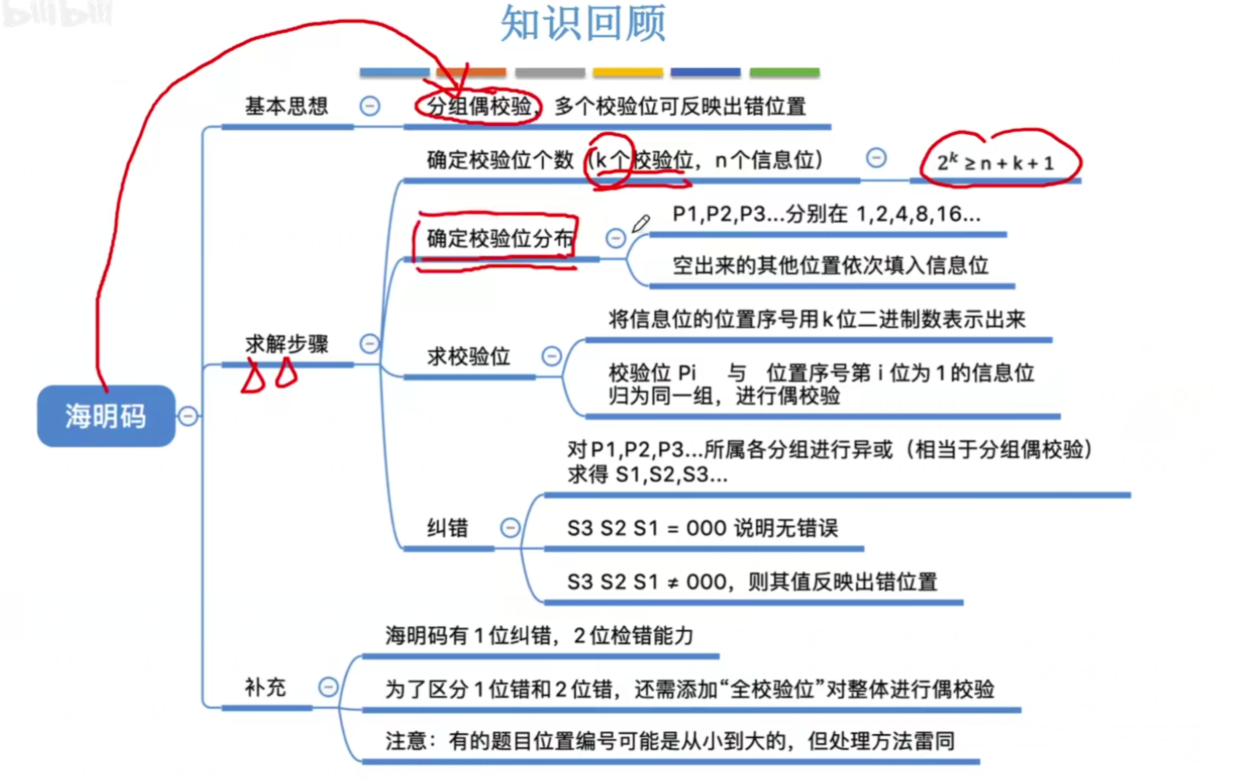 bilibili
知识回顾
基本思想
分组偶校验，多个校验位可反映出错位置
确定校验位个数（k个校验位，n个信息位）
2ᵏ ≥ n + k + 1
确定校验位分布
P1,P2,P3...分别在 1,2,4,8,16...
空出来的其他位置依次填入信息位
求解步骤
求校验位
将信息位的位置序号用k位二进制数表示出来
校验位 Pi 与 位置序号第 i 位为1的信息位
归为同一组，进行偶校验
海明码
纠错
对P1,P2,P3...所属各分组进行异或（相当于分组偶校验）
求得 S1,S2,S3...
S3 S2 S1 = 000 说明无错误
S3 S2 S1 ≠ 000，则其值反映出错位置
补充
海明码有1位纠错，2位检错能力
为了区分1位错和2位错，还需添加“全校验位”对整体进行偶校验
注意：有的题目位置编号可能是从小到大的，但处理方法雷同